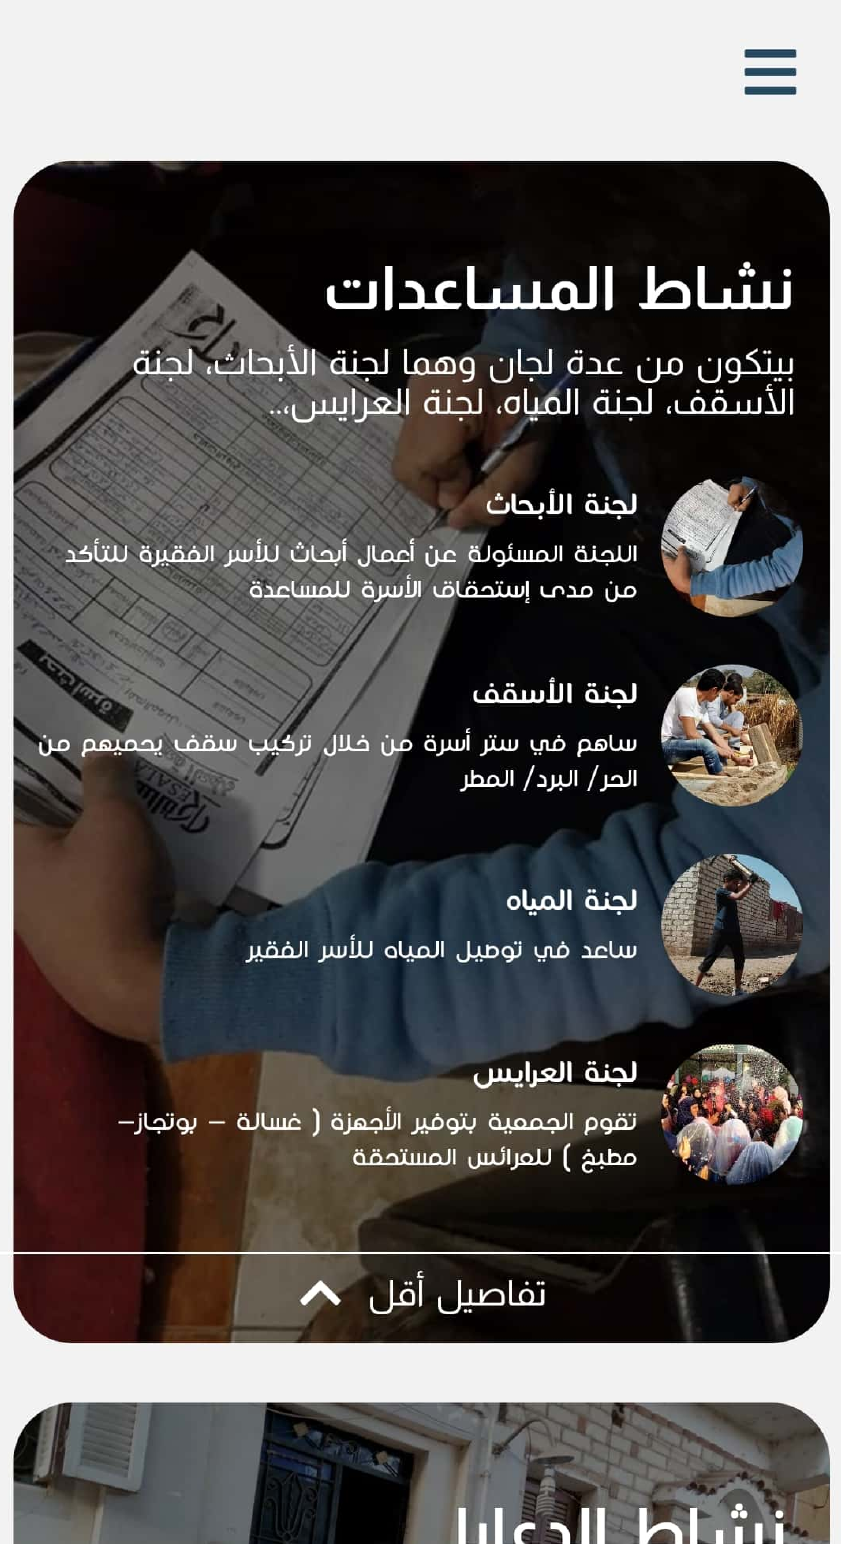 نشاط المساعدات
بيتكون من عدة لجان وهما لجنة الأبحاث، لجنة
الأسقف، لجنة المياه، لجنة العرايس،..
لجنة الأبحاث
اللجنة المسئولة عن أعمال أبحاث للأسر الفقيرة للتأكد
من مدى إستحقاق الأسرة للمساعدة
لجنة الأسقف
ساهم في ستر أسرة من خلال تركيب سقف يحميهم من
الحر/ البرد/ المطر
لجنة المياه
ساعد في توصيل المياه للأسر الفقير
لجنة العرايس
تقوم الجمعية بتوفير الأجهزة ( غسالة – بوتجاز–
مطبخ ) للعرائس المستحقة
تفاصيل أقل
نشاط